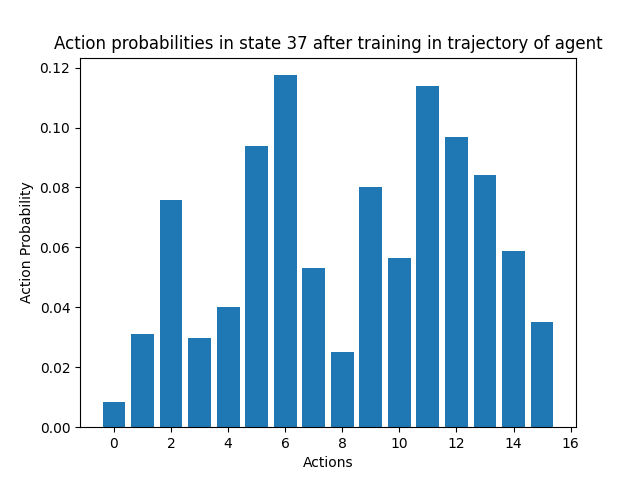 Action probabilities in state 37 after training in trajectory of agent
0.12
0.10
0.08
0.06
0.04
0.02
0.00
Action Probability
0 2 4 6 8 10 12 14 16
Actions